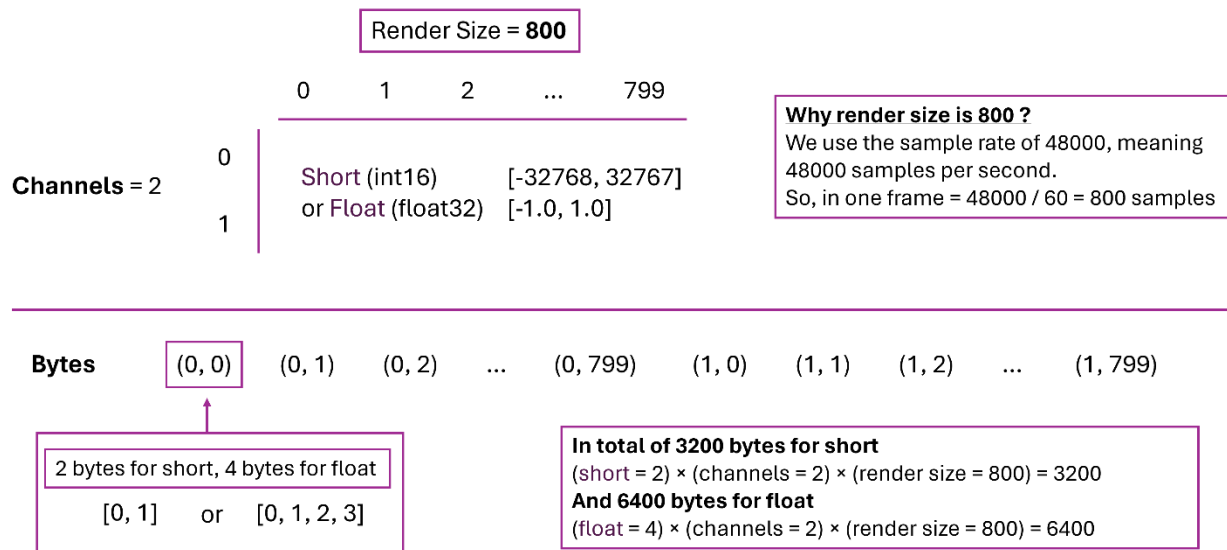 Render Size = 800
0 1 2 ... 799
Channels = 2
0
1
Short (int16) [-32768, 32767]
or Float (float32) [-1.0, 1.0]
Why render size is 800 ?
We use the sample rate of 48000, meaning
48000 samples per second.
So, in one frame = 48000 / 60 = 800 samples
Bytes (0, 0) (0, 1) (0, 2) ... (0, 799) (1, 0) (1, 1) (1, 2) ... (1, 799)
2 bytes for short, 4 bytes for float
[0, 1] or [0, 1, 2, 3]
In total of 3200 bytes for short
(short = 2) × (channels = 2) × (render size = 800) = 3200
And 6400 bytes for float
(float = 4) × (channels = 2) × (render size = 800) = 6400